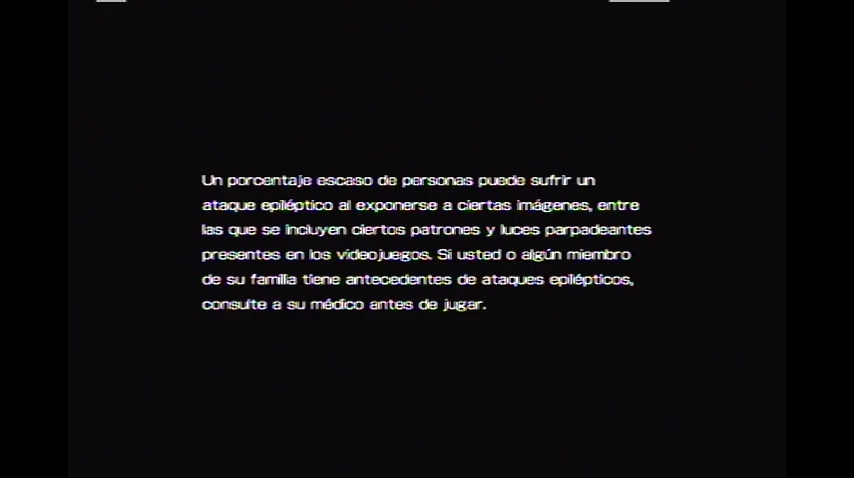 Un porcentaje escaso de personas puede sufrir un
ataque epiléptico al exponerse a ciertas imágenes, entre
las que se incluyen ciertos patrones y luces parpadeantes
presentes en los videojuegos. Si usted o algún miembro
de su familia tiene antecedentes de ataques epilépticos,
consulte a su médico antes de jugar.